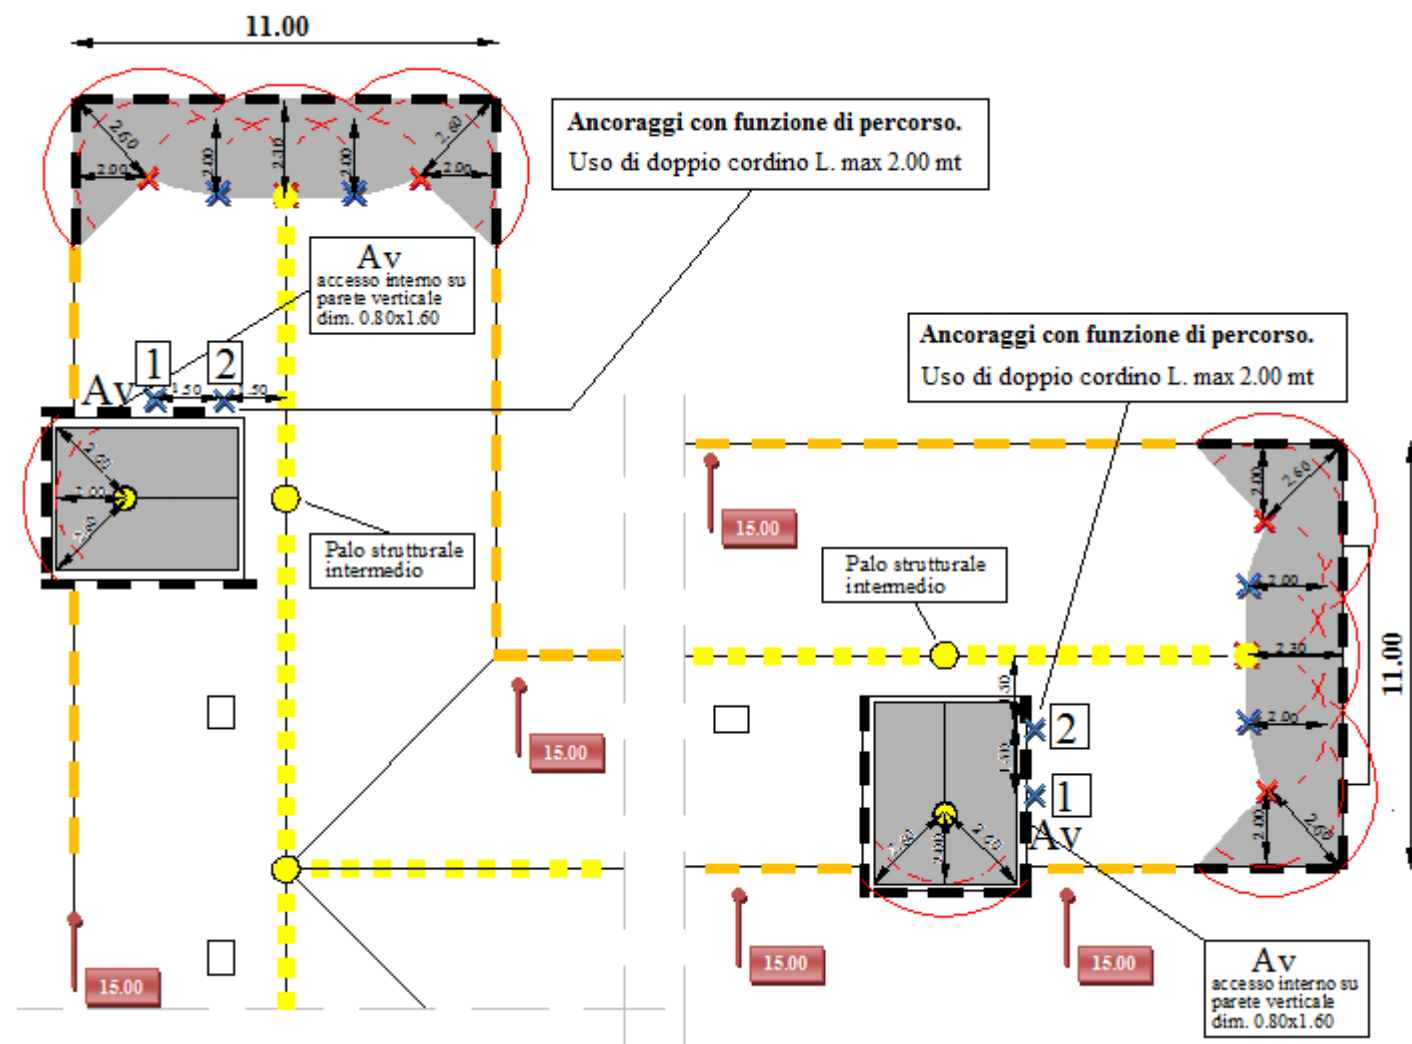 11.00
Ancoraggi con funzione di percorso.
Uso di doppio cordino L. max 2.00 mt
2.60
2.00
2.00
2.30
2.00
2.60
2.00
Av
accesso interno su
parete verticale
dim. 0.80x1.60
1
2
Av
1.50
1.50
2.60
2.00
2.60
Palo strutturale
intermedio
15.00
15.00
Ancoraggi con funzione di percorso.
Uso di doppio cordino L. max 2.00 mt
15.00
Palo strutturale
intermedio
2.00
2.60
2.00
2.30
2.00
2.00
2.60
11.00
1.50
1.50
2
1
Av
2.60
2.00
2.60
15.00
15.00
Av
accesso interno su
parete verticale
dim. 0.80x1.60